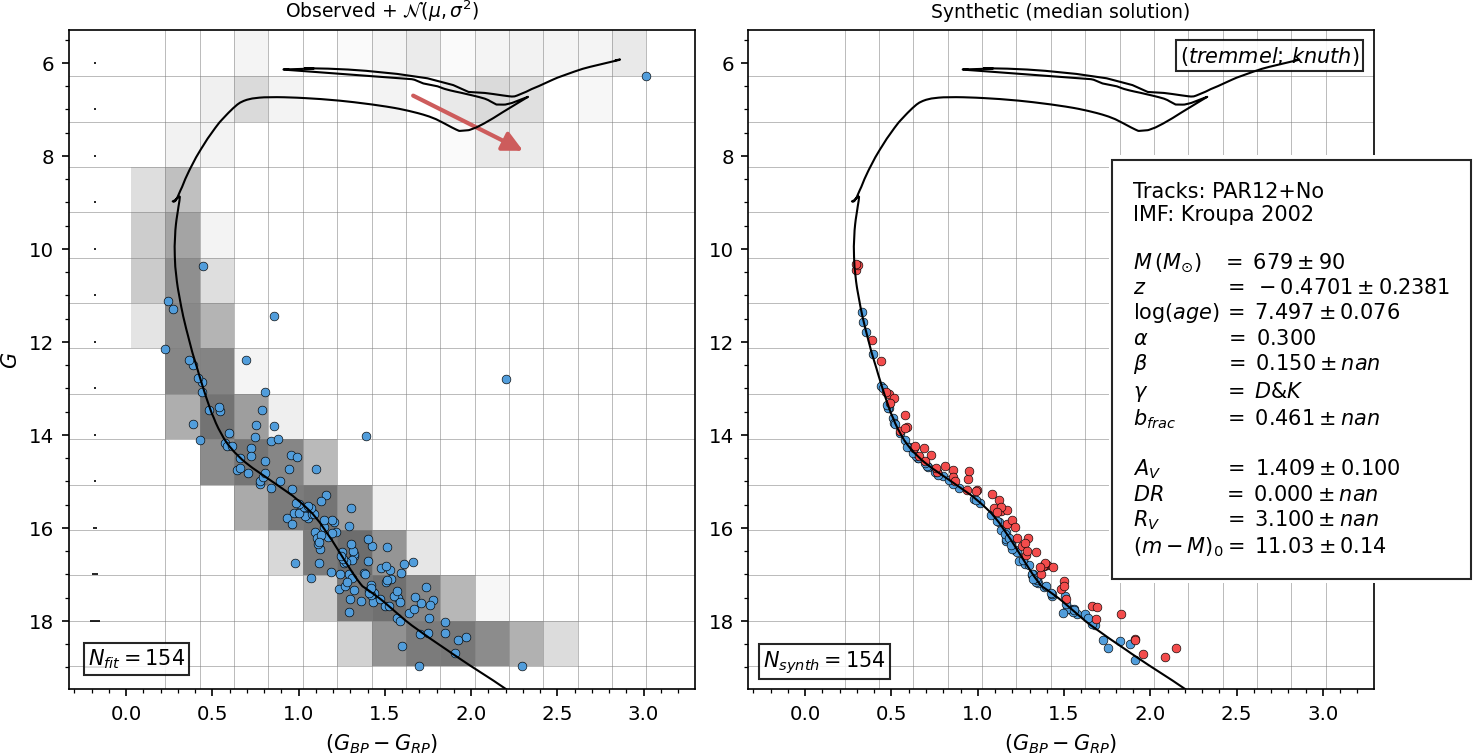 Observed + 𝒩(μ, σ²)
Synthetic (median solution)
(tremmel; knuth)
G
6
8
10
12
14
16
18
N_fit = 154
0.0 0.5 1.0 1.5 2.0 2.5 3.0
(G_BP − G_RP)
6
8
10
12
14
16
18
N_synth = 154
0.0 0.5 1.0 1.5 2.0 2.5 3.0
(G_BP − G_RP)
Tracks: PAR12+No
IMF: Kroupa 2002
M (M_⊙) = 679 ± 90
z = − 0.4701 ± 0.2381
log(age) = 7.497 ± 0.076
α = 0.300
β = 0.150 ± nan
γ = D&K
b_frac = 0.461 ± nan
A_V = 1.409 ± 0.100
DR = 0.000 ± nan
R_V = 3.100 ± nan
(m − M)₀ = 11.03 ± 0.14